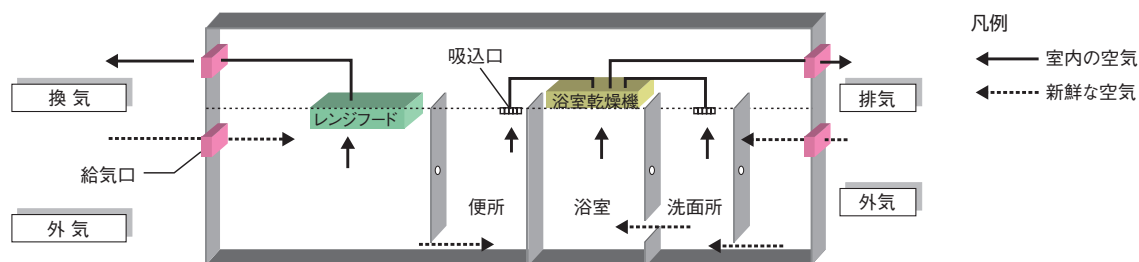 凡例
室内の空気
新鮮な空気
吸込口
換気
レンジフード
浴室乾燥機
排気
給気口
便所
浴室
洗面所
外気
外気